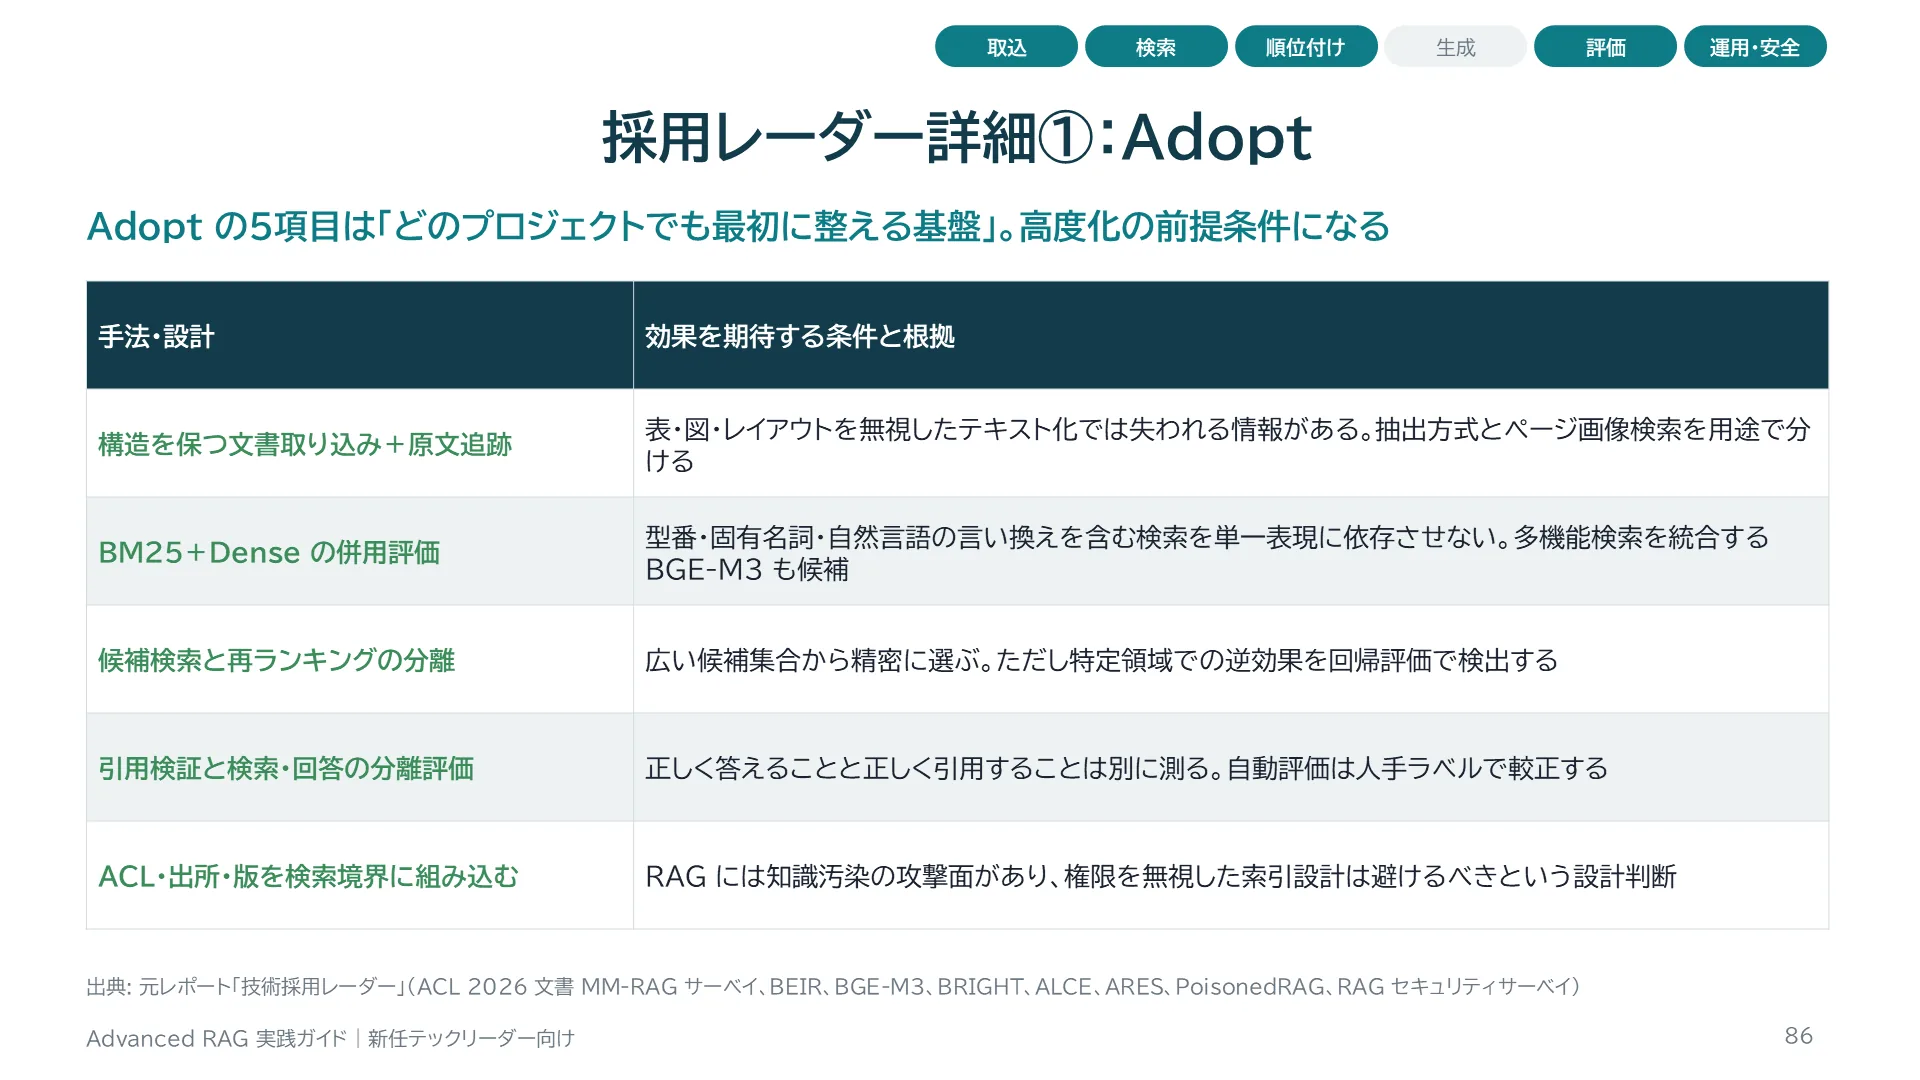 取込
検索
順位付け
生成
評価
運用・安全
採用レーダー詳細①：Adopt
Adopt の5項目は「どのプロジェクトでも最初に整える基盤」。高度化の前提条件になる
手法・設計
効果を期待する条件と根拠
構造を保つ文書取り込み＋原文追跡
表・図・レイアウトを無視したテキスト化では失われる情報がある。抽出方式とページ画像検索を用途で分
ける
BM25＋Dense の併用評価
型番・固有名詞・自然言語の言い換えを含む検索を単一表現に依存させない。多機能検索を統合する
BGE-M3 も候補
候補検索と再ランキングの分離
広い候補集合から精密に選ぶ。ただし特定領域での逆効果を回帰評価で検出する
引用検証と検索・回答の分離評価
正しく答えることと正しく引用することは別に測る。自動評価は人手ラベルで較正する
ACL・出所・版を検索境界に組み込む
RAG には知識汚染の攻撃面があり、権限を無視した索引設計は避けるべきという設計判断
出典: 元レポート「技術採用レーダー」（ACL 2026 文書 MM-RAG サーベイ、BEIR、BGE-M3、BRIGHT、ALCE、ARES、PoisonedRAG、RAG セキュリティサーベイ）
Advanced RAG 実践ガイド｜新任テックリーダー向け
86